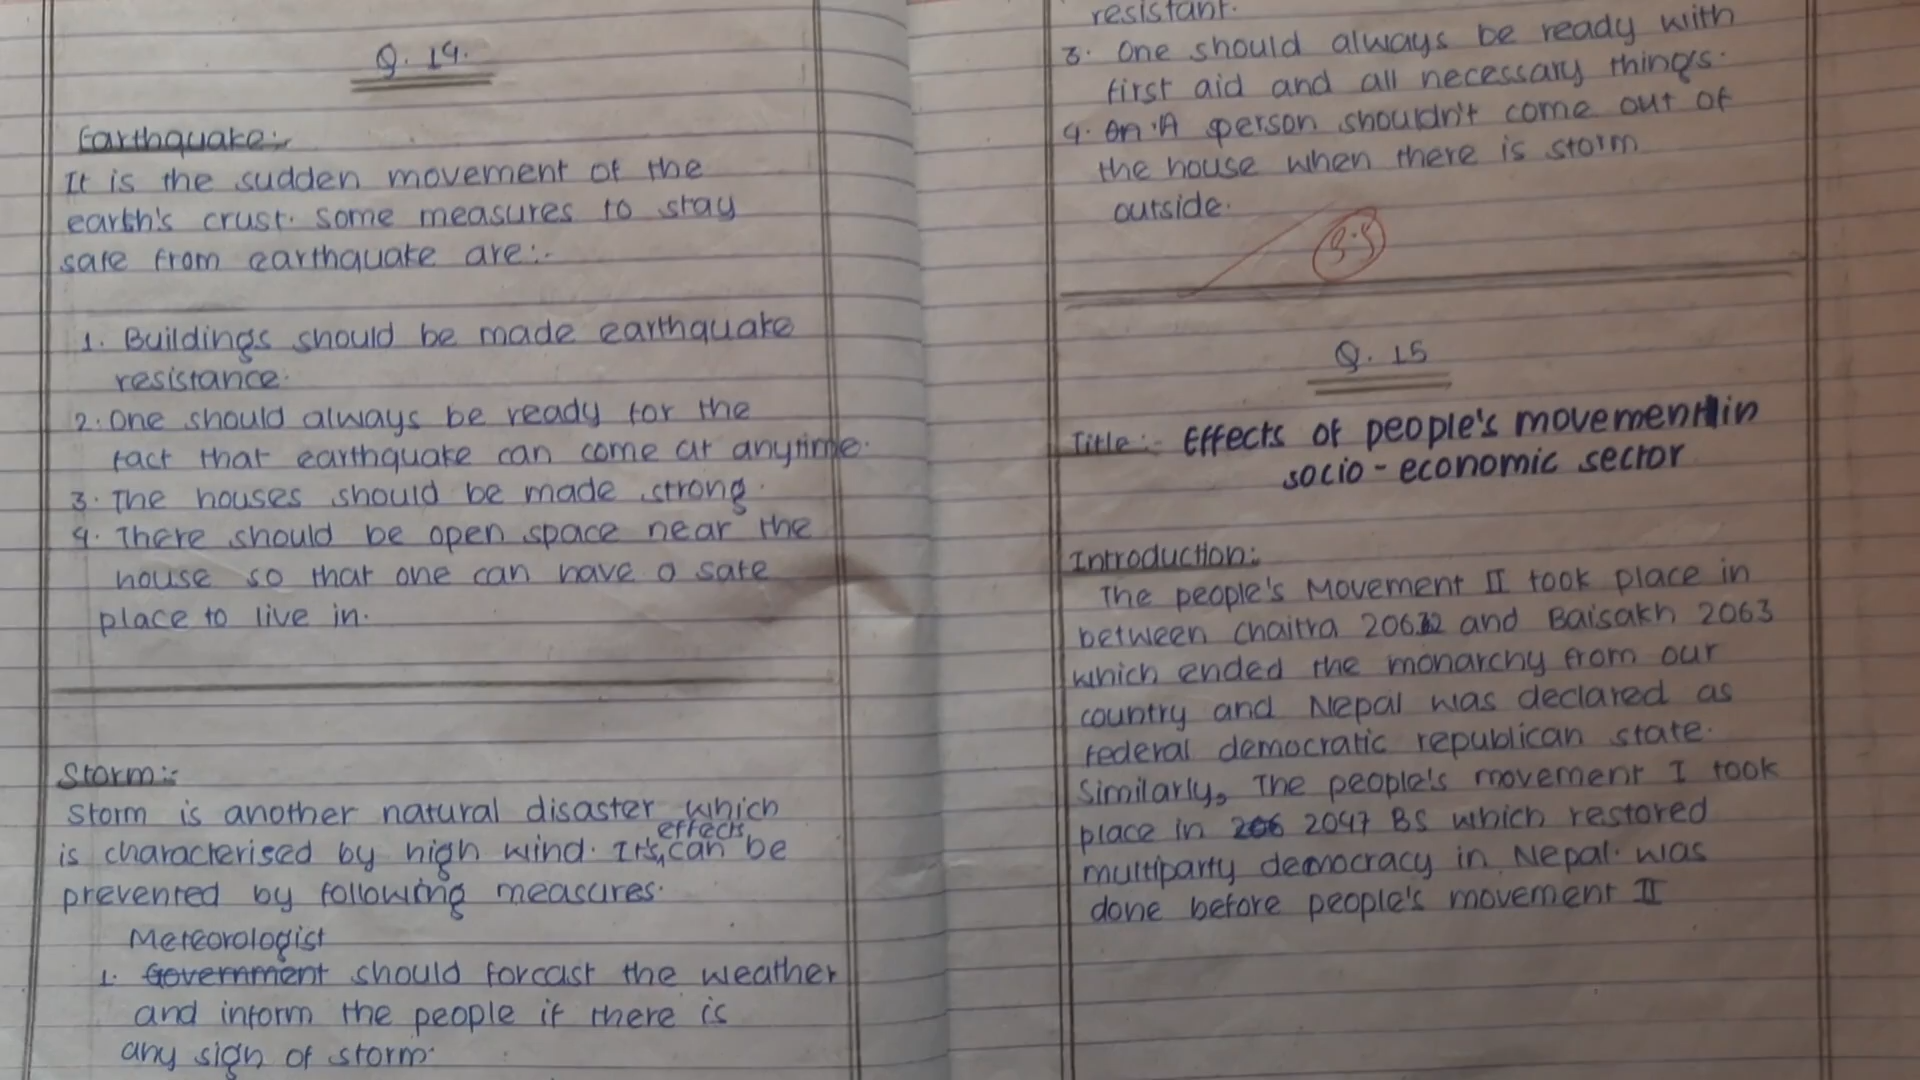 Q. 14.
Earthquake:-
It is the sudden movement of the
earth's crust. Some measures to stay
safe from earthquake are:-
1. Buildings should be made earthquake
resistance.
2. One should always be ready for the
fact that earthquake can come at anytime.
3. The houses should be made strong.
4. There should be open space near the
house so that one can have a safe
place to live in.
Storm:-
Storm is another natural disaster which
is characterised by high wind. It's effects can be
prevented by following measures.
Meteorologist
1. Government should forcast the weather
and inform the people if there is
any sign of storm.
resistant.
3. One should always be ready with
first aid and all necessary things.
4. A person shouldn't come out of
the house when there is storm
outside.
3.5
Q. 15
Title:- Effects of people's movement in
socio-economic sector
Introduction:
The people's Movement II took place in
between Chaitra 2062 and Baisakh 2063
which ended the monarchy from our
country and Nepal was declared as
federal democratic republican state.
Similarly, The people's movement I took
place in 206 2047 BS which restored
multiparty democracy in Nepal. was
done before people's movement II